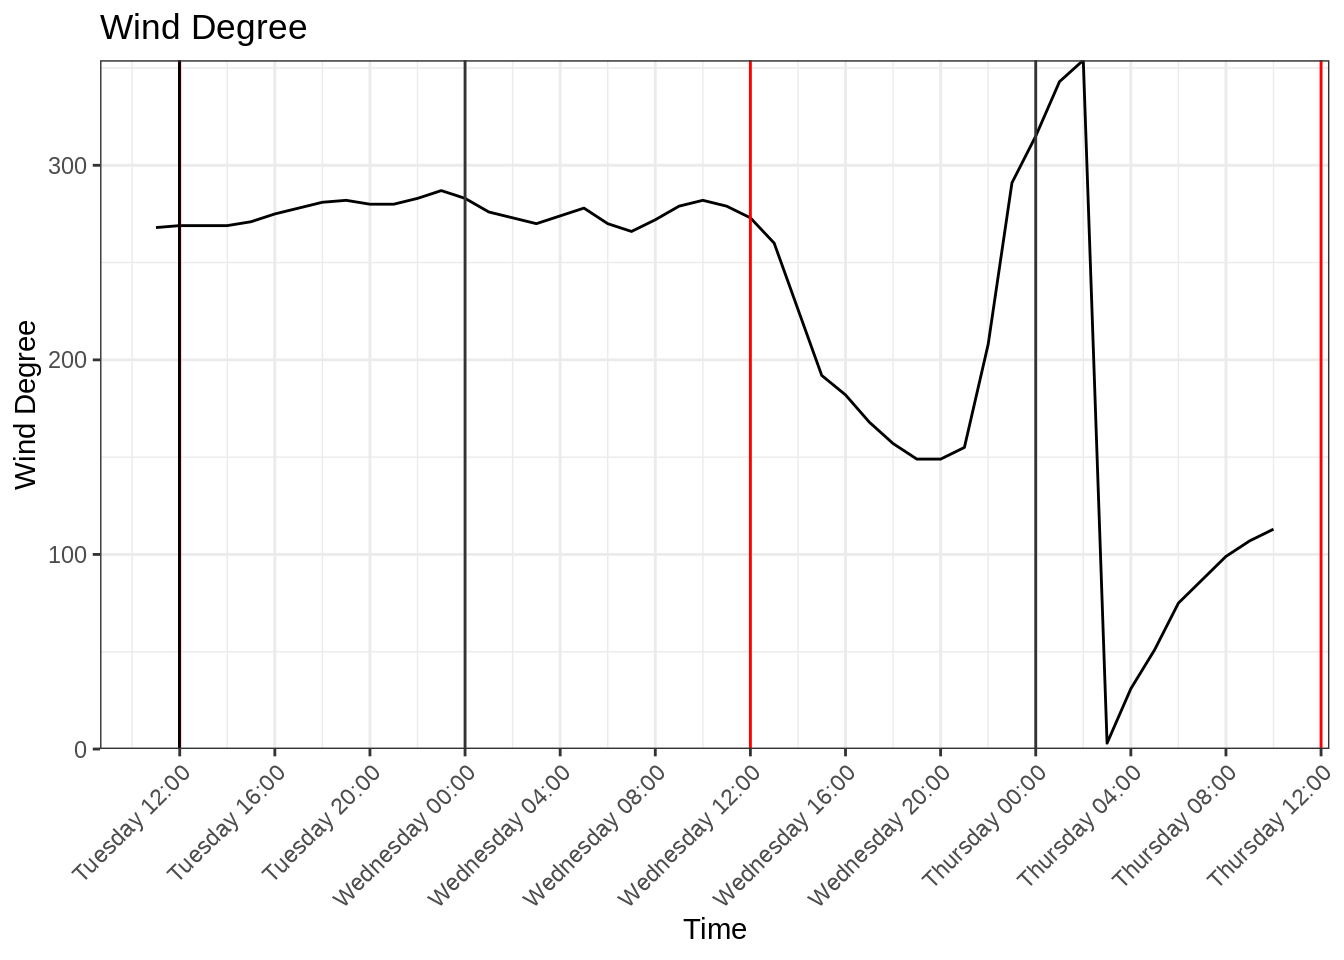 Wind Degree
Wind Degree
300
200
100
0
Tuesday 12:00
Tuesday 16:00
Tuesday 20:00
Wednesday 00:00
Wednesday 04:00
Wednesday 08:00
Wednesday 12:00
Wednesday 16:00
Wednesday 20:00
Thursday 00:00
Thursday 04:00
Thursday 08:00
Thursday 12:00
Time